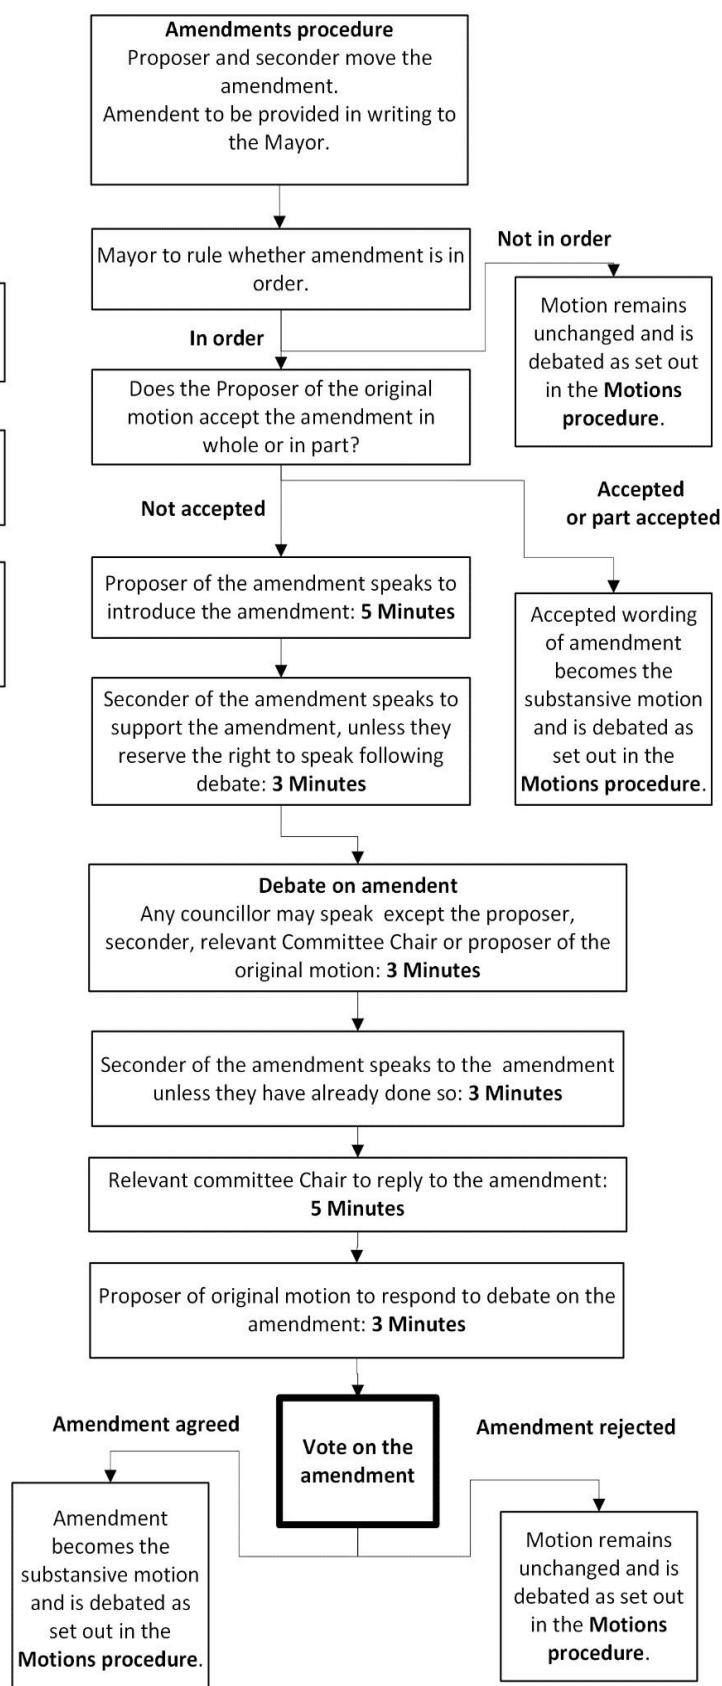 Amendments procedure
Proposer and seconder move the
amendment.
Amendent to be provided in writing to
the Mayor.
Mayor to rule whether amendment is in
order.
Not in order
Motion remains
unchanged and is
debated as set out
in the Motions
procedure.
In order
Does the Proposer of the original
motion accept the amendment in
whole or in part?
Not accepted
Accepted
or part accepted
Proposer of the amendment speaks to
introduce the amendment: 5 Minutes
Accepted wording
of amendment
becomes the
substansive motion
and is debated as
set out in the
Motions procedure.
Seconder of the amendment speaks to
support the amendment, unless they
reserve the right to speak following
debate: 3 Minutes
Debate on amendent
Any councillor may speak  except the proposer,
seconder, relevant Committee Chair or proposer of the
original motion: 3 Minutes
Seconder of the amendment speaks to the  amendment
unless they have already done so: 3 Minutes
Relevant committee Chair to reply to the amendment:
5 Minutes
Proposer of original motion to respond to debate on the
amendment: 3 Minutes
Vote on the
amendment
Amendment agreed
Amendment
becomes the
substansive motion
and is debated as
set out in the
Motions procedure.
Amendment rejected
Motion remains
unchanged and is
debated as set out
in the Motions
procedure.